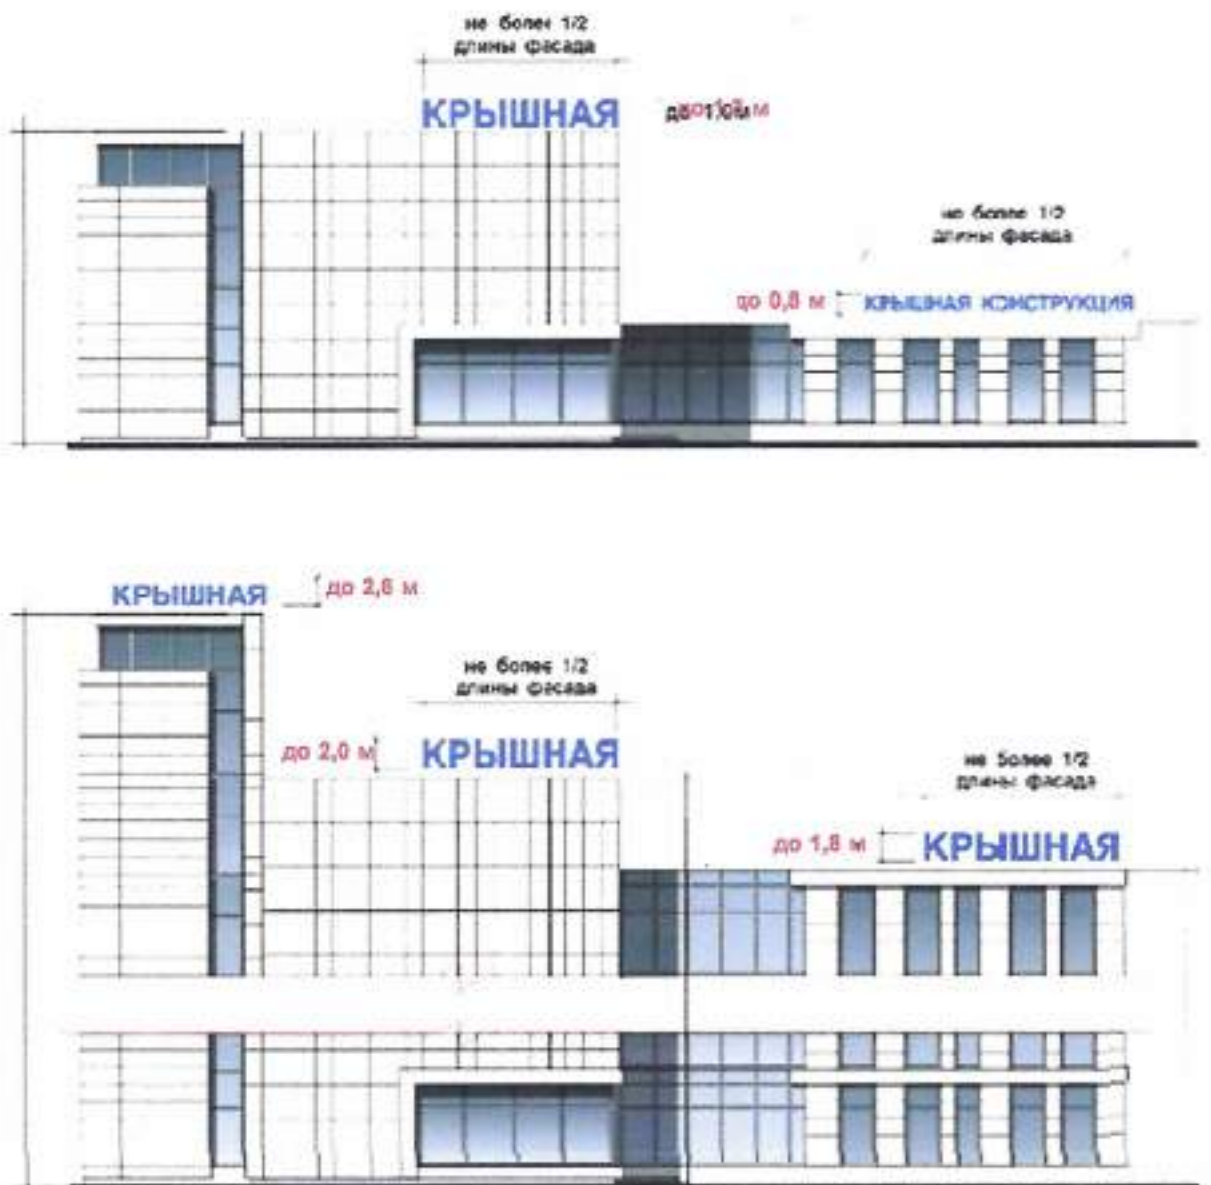 не более 1/2
длины фасада
КРЫШНАЯ
не более 1/2
длины фасада
до 0,8 м
КРЫШНАЯ КОНСТРУКЦИЯ
КРЫШНАЯ
до 2,8 м
не более 1/2
длины фасада
до 2,0 м
КРЫШНАЯ
не более 1/2
длины фасада
до 1,8 м
КРЫШНАЯ